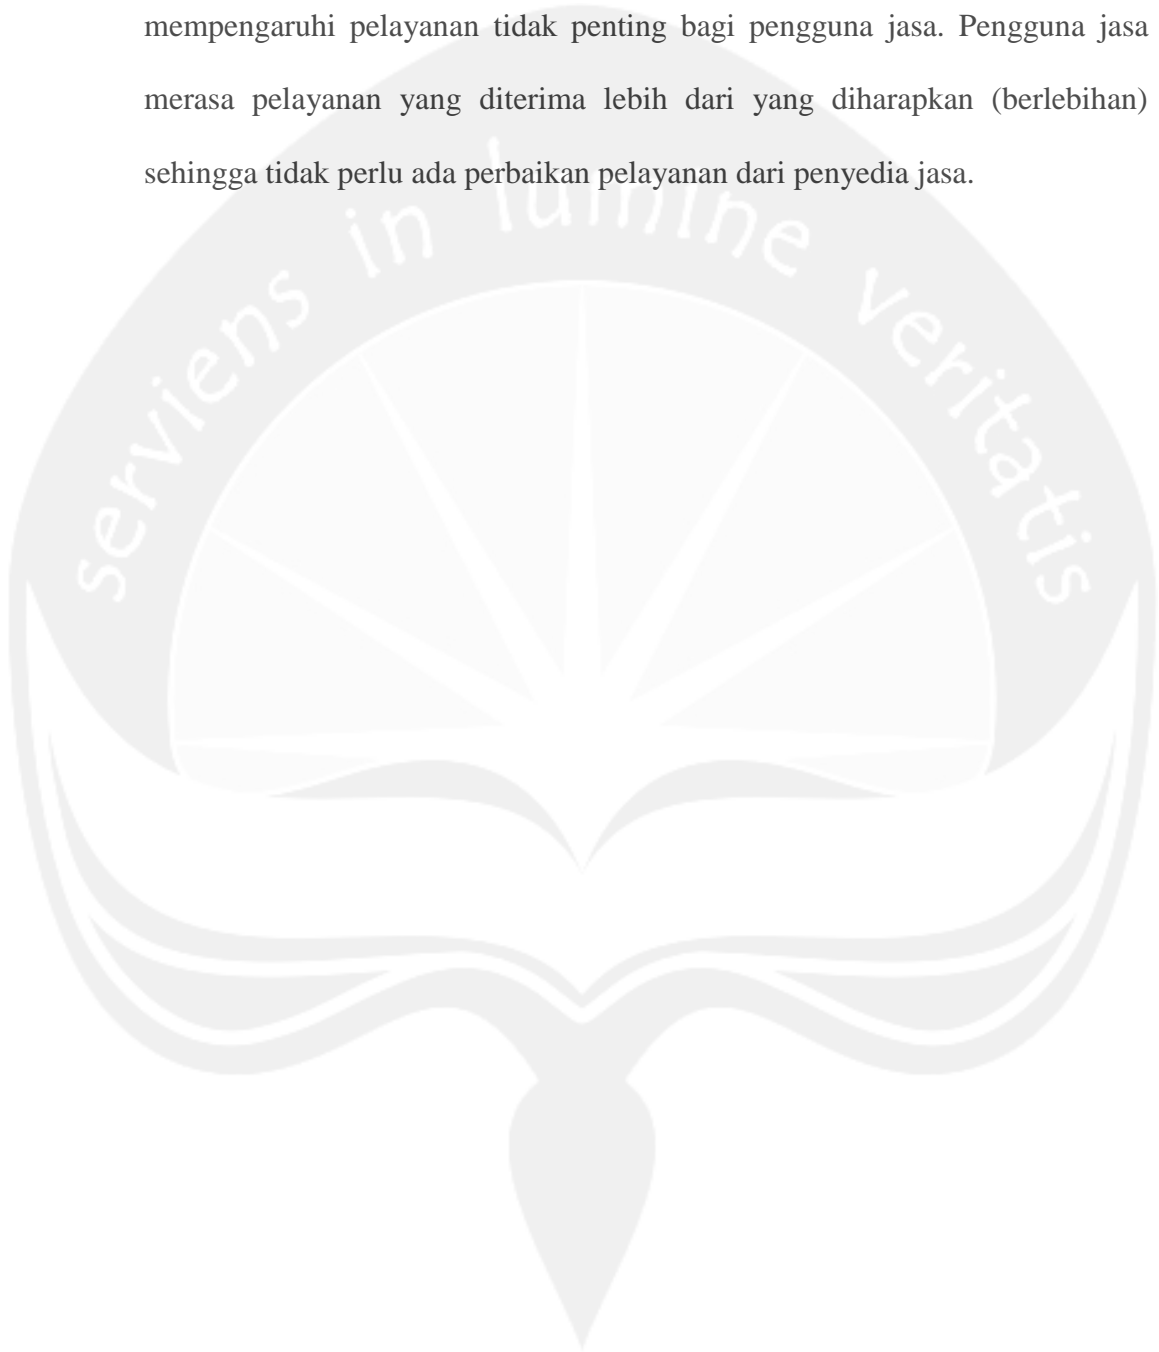 mempengaruhi pelayanan tidak penting bagi pengguna jasa. Pengguna jasa
merasa pelayanan yang diterima lebih dari yang diharapkan (berlebihan)
sehingga tidak perlu ada perbaikan pelayanan dari penyedia jasa.
serviens in lumine veritatis